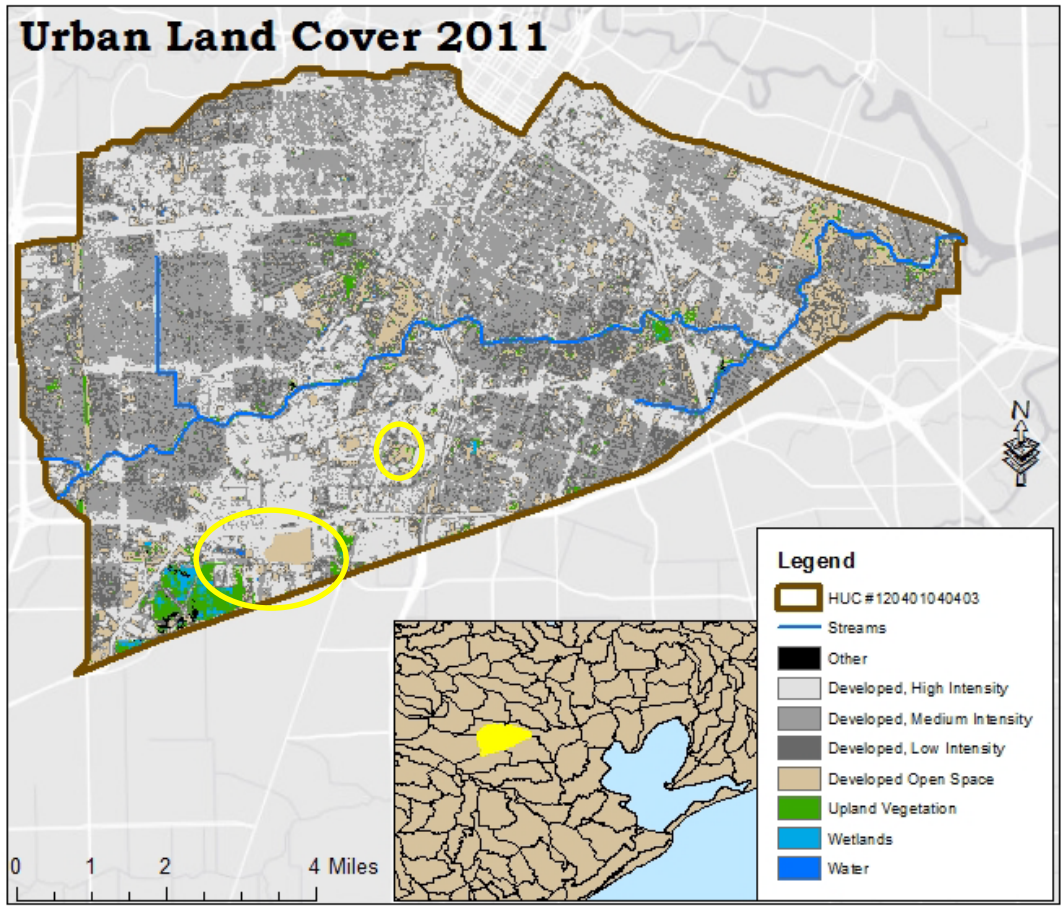 Urban Land Cover 2011
N
Legend
HUC #120401040403
Streams
Other
Developed, High Intensity
Developed, Medium Intensity
Developed, Low Intensity
Developed Open Space
Upland Vegetation
Wetlands
Water
0 1 2 4 Miles